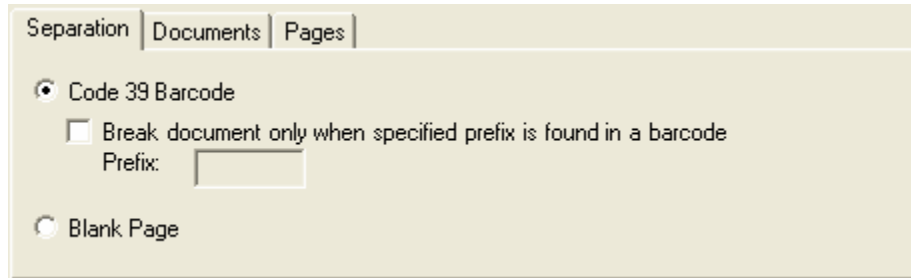 Separation Documents Pages
Code 39 Barcode
Break document only when specified prefix is found in a barcode
Prefix:
Blank Page